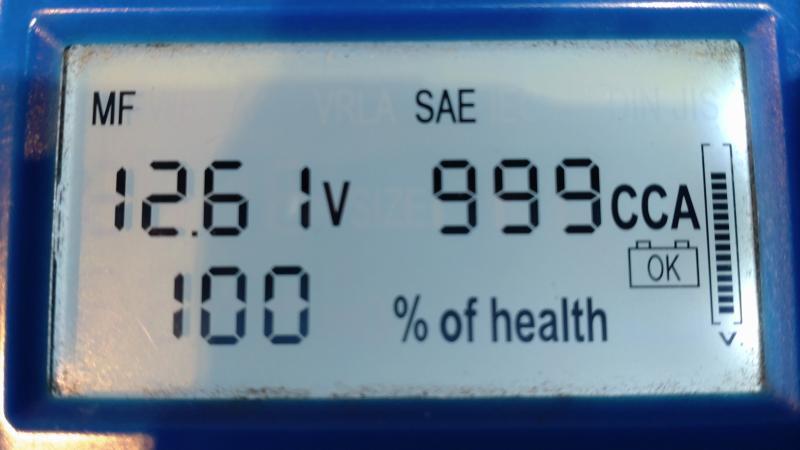 MF SAE
12.61V 999CCA
OK
100 % of health